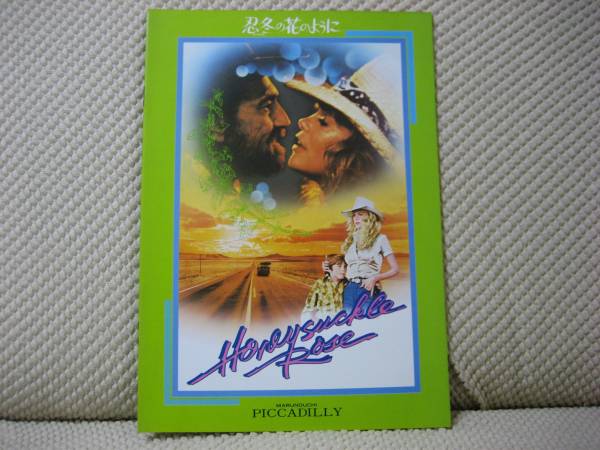 忍冬の花のように
Honeysuckle
Rose
MARUNOUCHI
PICCADILLY